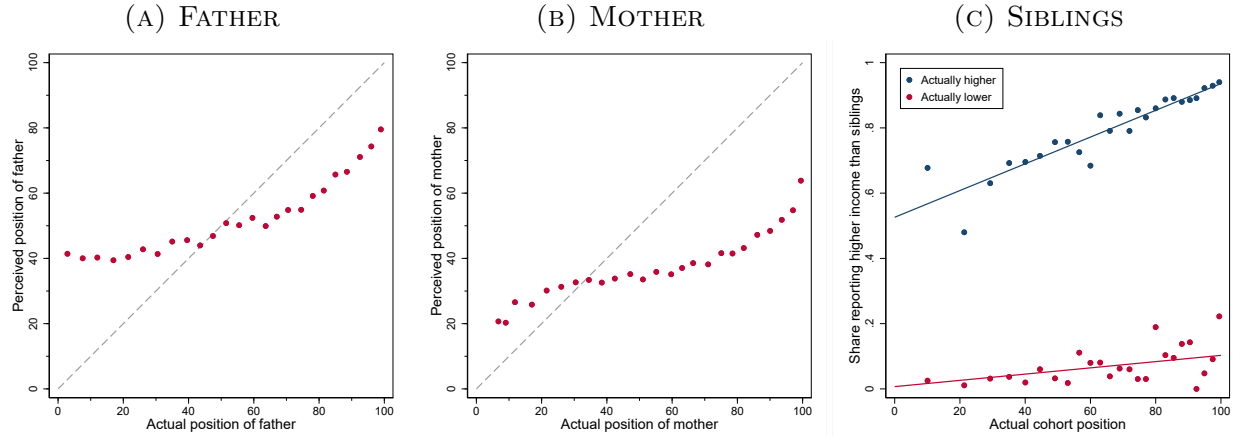 (A) FATHER
Perceived position of father
100
80
60
40
20
0
0 20 40 60 80 100
Actual position of father
(B) MOTHER
Perceived position of mother
100
80
60
40
20
0
0 20 40 60 80 100
Actual position of mother
(C) SIBLINGS
Share reporting higher income than siblings
1
.8
.6
.4
.2
0
Actually higher
Actually lower
0 20 40 60 80 100
Actual cohort position